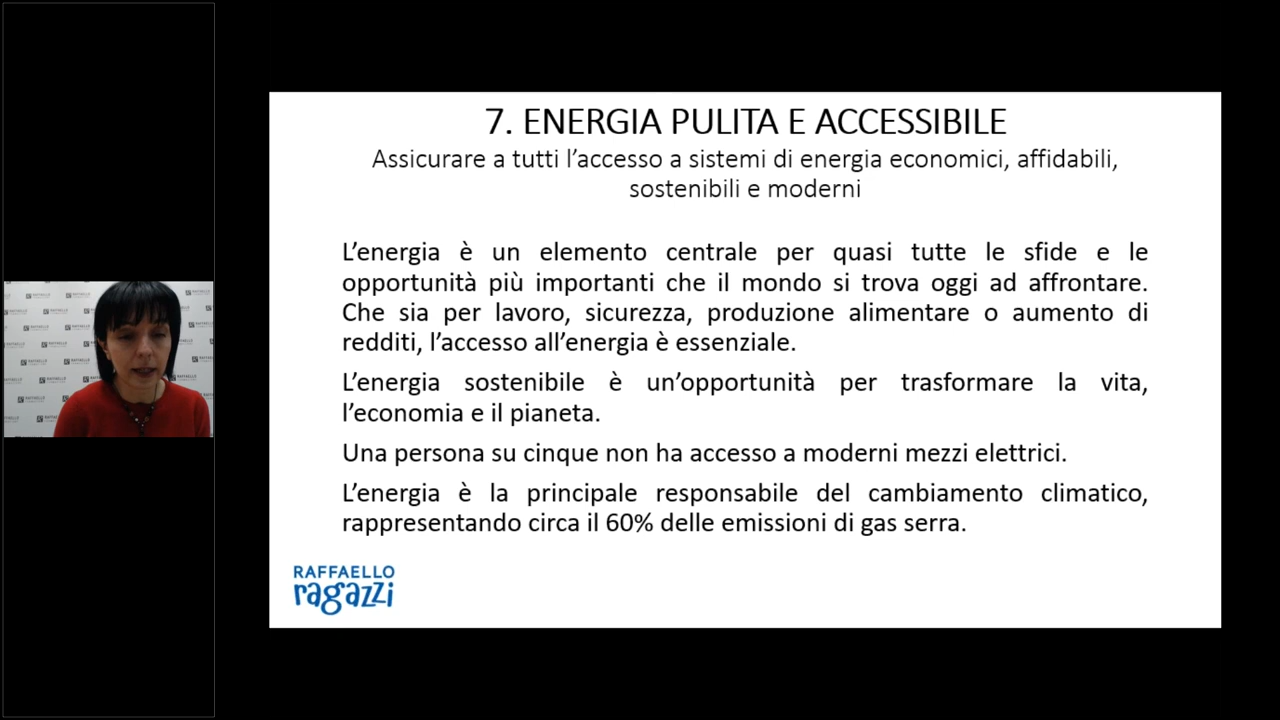 7. ENERGIA PULITA E ACCESSIBILE
Assicurare a tutti l’accesso a sistemi di energia economici, affidabili,
sostenibili e moderni
L’energia è un elemento centrale per quasi tutte le sfide e le
opportunità più importanti che il mondo si trova oggi ad affrontare.
Che sia per lavoro, sicurezza, produzione alimentare o aumento di
redditi, l’accesso all’energia è essenziale.
L’energia sostenibile è un’opportunità per trasformare la vita,
l’economia e il pianeta.
Una persona su cinque non ha accesso a moderni mezzi elettrici.
L’energia è la principale responsabile del cambiamento climatico,
rappresentando circa il 60% delle emissioni di gas serra.
RAFFAELLO
ragazzi